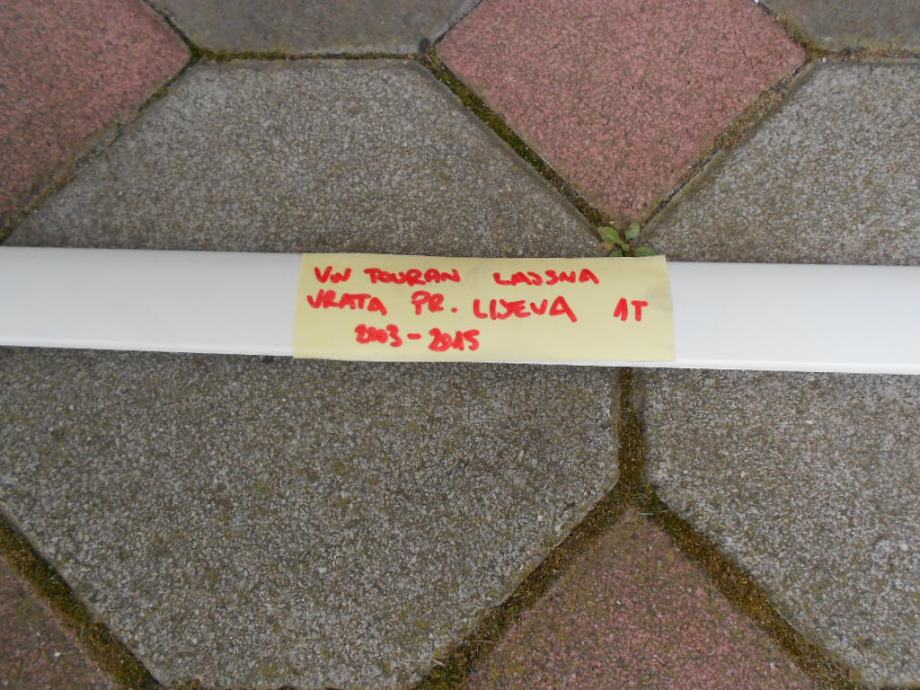 VW TOURAN LAJSNA
VRATA PR. LIJEVA 1T
2003-2015